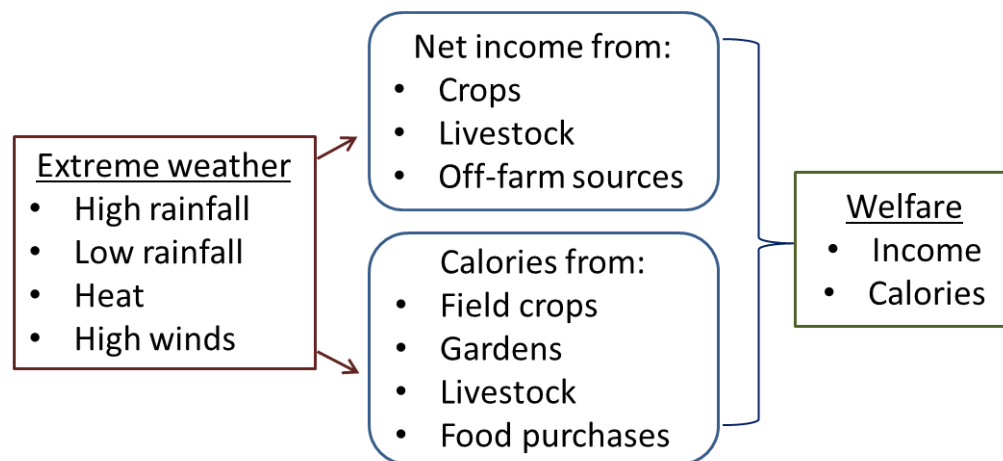 Extreme weather
• High rainfall
• Low rainfall
• Heat
• High winds
Net income from:
• Crops
• Livestock
• Off-farm sources
Calories from:
• Field crops
• Gardens
• Livestock
• Food purchases
Welfare
• Income
• Calories